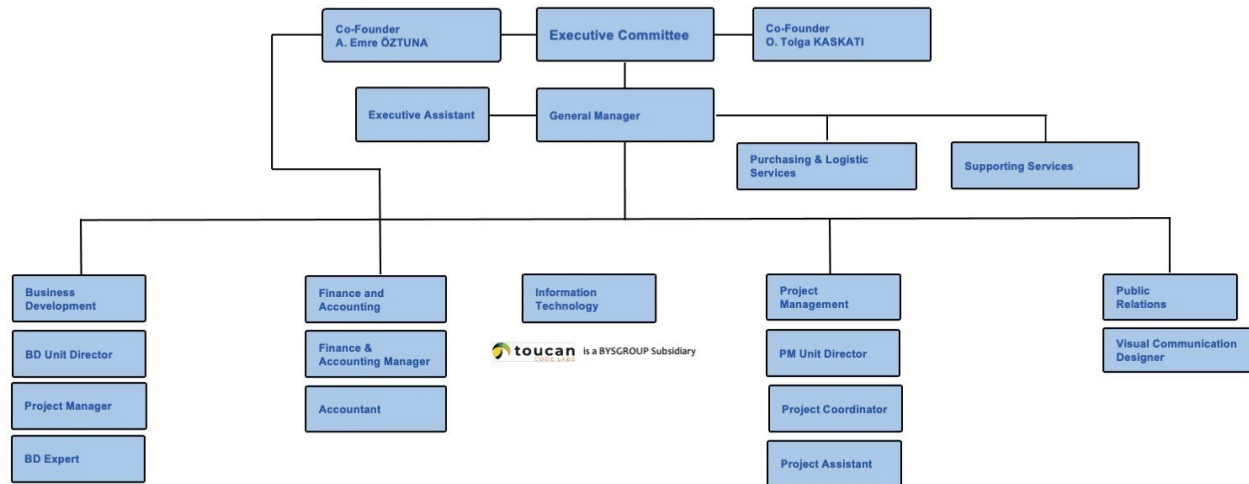 Co-Founder
A. Emre ÖZTUNA
Executive Committee
Co-Founder
O. Tolga KASKATI
Executive Assistant
General Manager
Purchasing & Logistic
Services
Supporting Services
Business
Development
Finance and
Accounting
Information
Technology
Project
Management
Public
Relations
BD Unit Director
Finance &
Accounting Manager
toucan
CODE LABS
is a BYSGROUP Subsidiary
PM Unit Director
Visual Communication
Designer
Project Manager
Accountant
Project Coordinator
BD Expert
Project Assistant